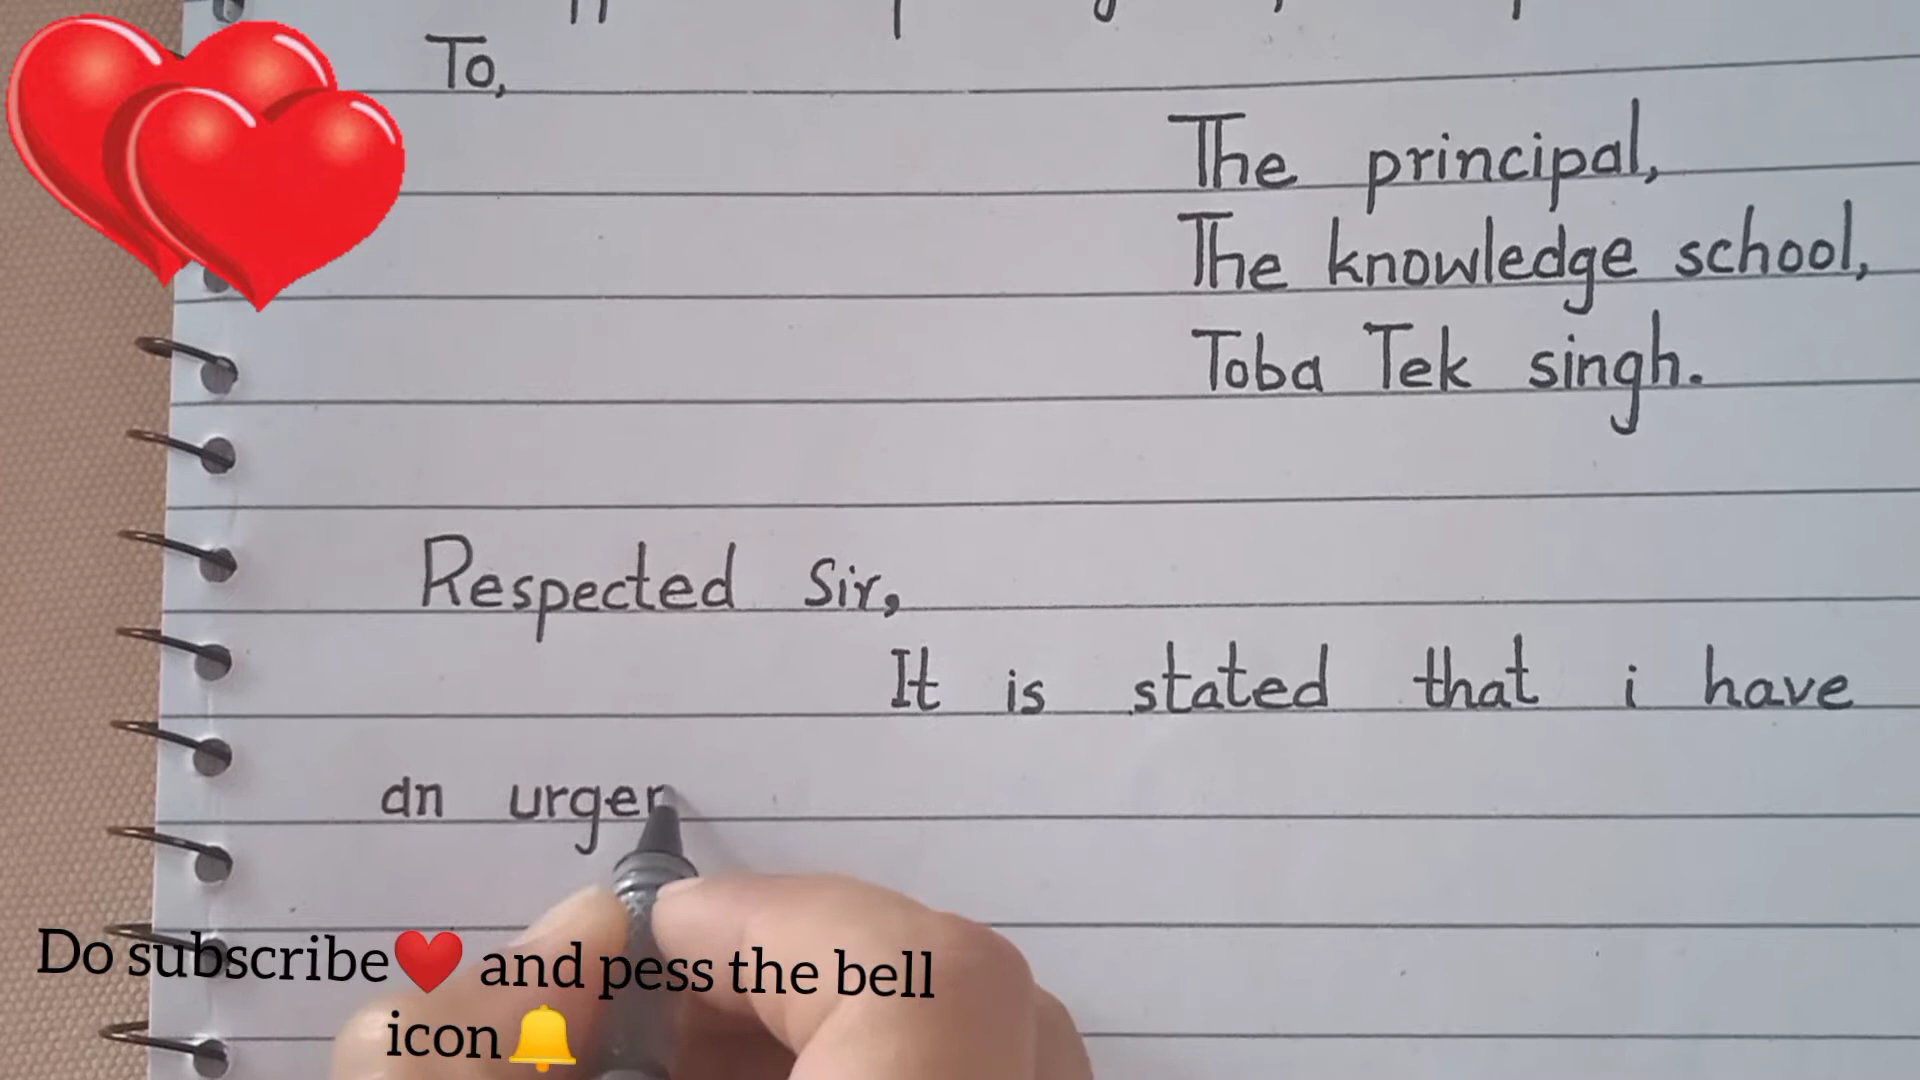 To,
The principal,
The knowledge school,
Toba Tek singh.
Respected Sir,
It is stated that i have
an urger
Do subscribe❤️ and pess the bell
icon🔔